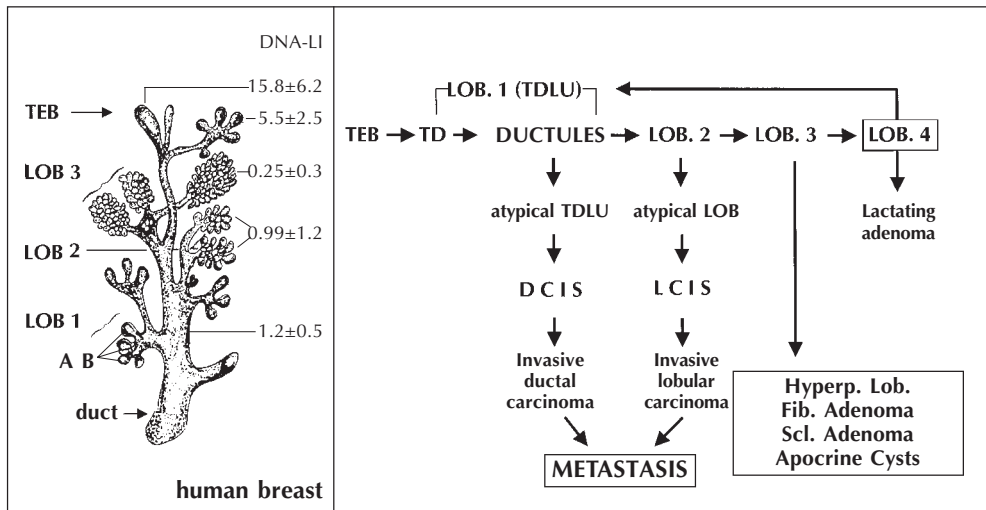 DNA-LI
15.8±6.2
TEB
5.5±2.5
LOB 3
0.25±0.3
0.99±1.2
LOB 2
LOB 1
1.2±0.5
A B
duct
human breast
LOB. 1 (TDLU)
TEB TD DUCTULES LOB. 2 LOB. 3 LOB. 4
atypical TDLU
atypical LOB
Lactating
adenoma
DCIS
LCIS
Invasive
ductal
carcinoma
Invasive
lobular
carcinoma
Hyperp. Lob.
Fib. Adenoma
Scl. Adenoma
Apocrine Cysts
METASTASIS